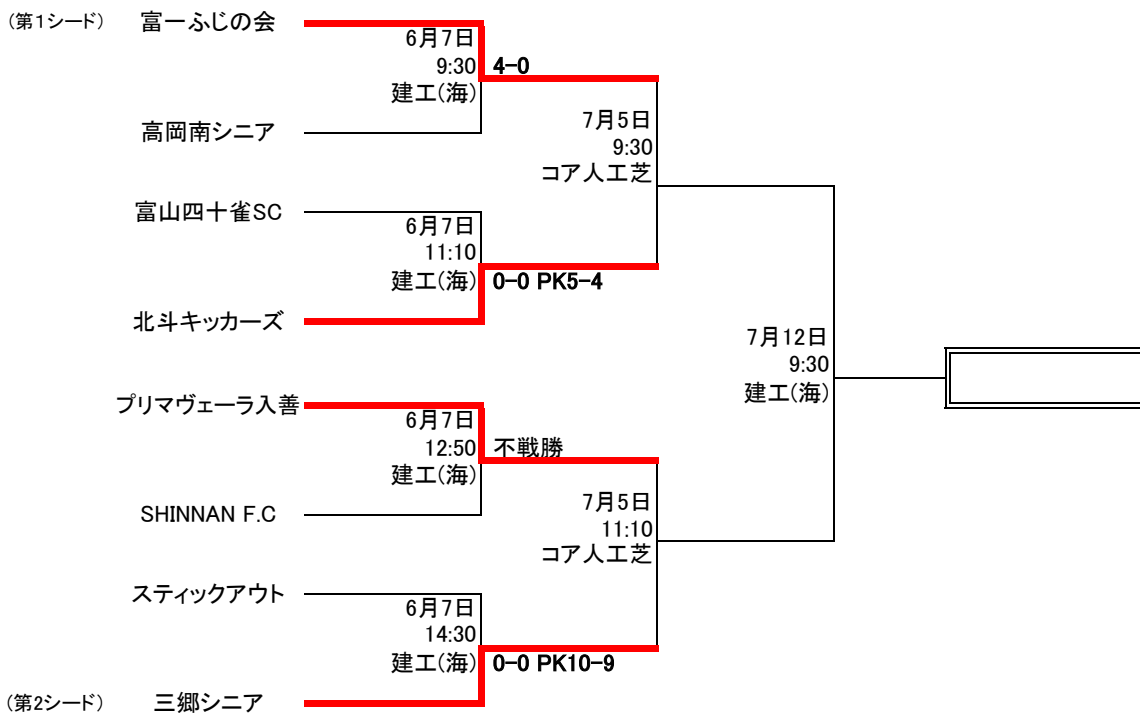 (第1シード) 富ーふじの会
6月7日
9:30 4-0
建工(海)
高岡南シニア
7月5日
9:30
コア人工芝
富山四十雀SC
6月7日
11:10
建工(海) 0-0 PK5-4
北斗キッカーズ
7月12日
9:30
建工(海)
プリマヴェーラ入善
6月7日
12:50 不戦勝
建工(海)
SHINNAN F.C
7月5日
11:10
コア人工芝
スティックアウト
6月7日
14:30
建工(海) 0-0 PK10-9
(第2シード) 三郷シニア